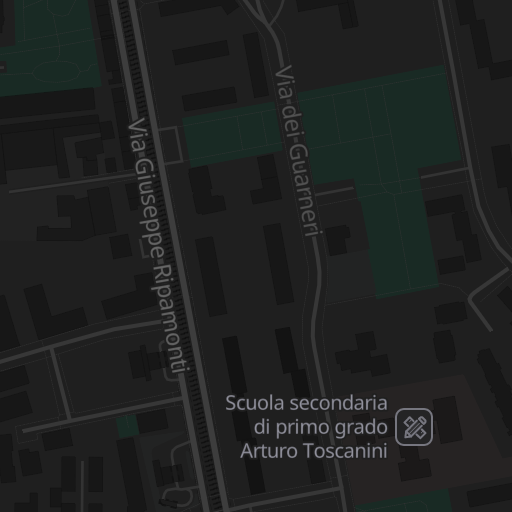 Via dei Guarneri
Via Giuseppe Ripamonti
Scuola secondaria
di primo grado
Arturo Toscanini